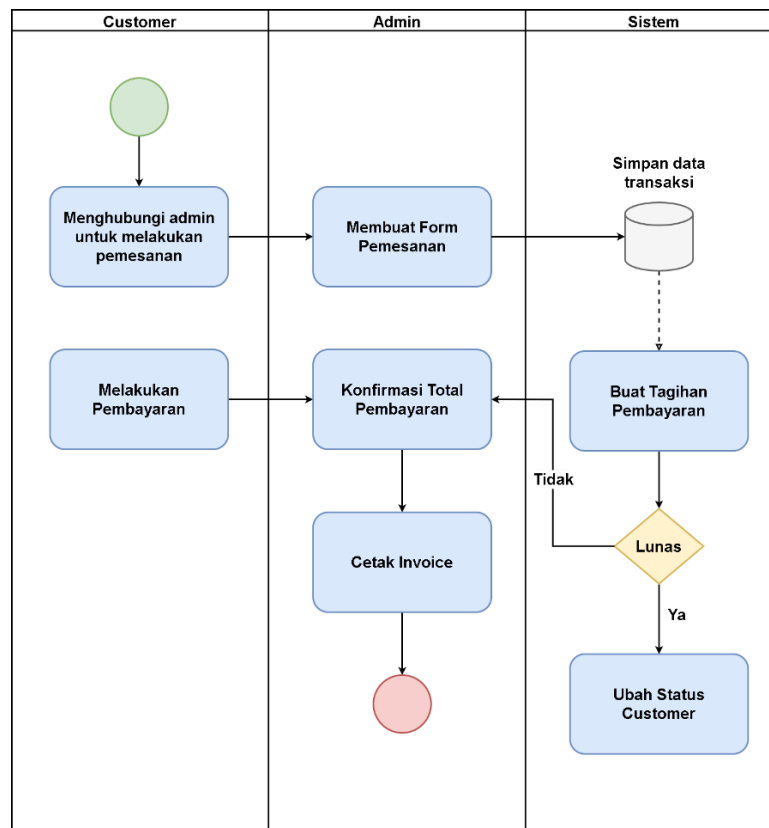 Customer
Admin
Sistem
Simpan data
transaksi
Menghubungi admin
untuk melakukan
pemesanan
Membuat Form
Pemesanan
Melakukan
Pembayaran
Konfirmasi Total
Pembayaran
Buat Tagihan
Pembayaran
Tidak
Lunas
Cetak Invoice
Ya
Ubah Status
Customer